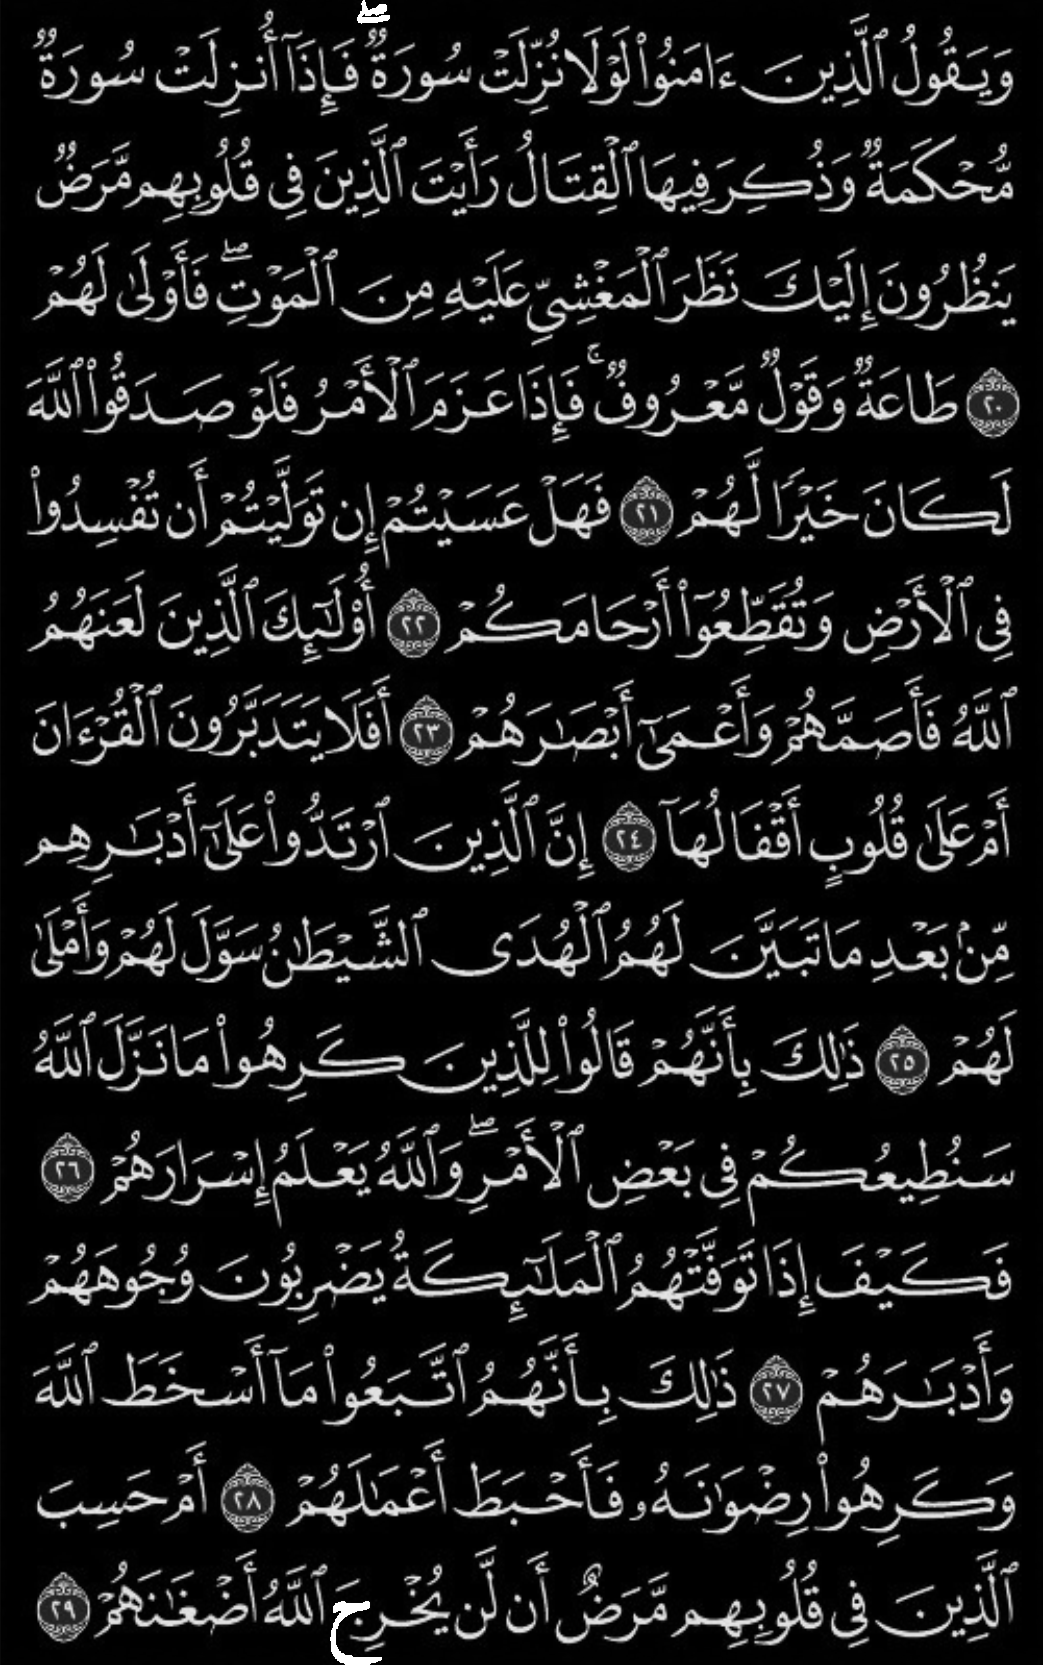 وَيَقُولُ ٱلَّذِينَ ءَامَنُوا۟ لَوْلَا نُزِّلَتْ سُورَةٌ ۖ فَإِذَآ أُنزِلَتْ سُورَةٌ
مُّحْكَمَةٌ وَذُكِرَ فِيهَا ٱلْقِتَالُ رَأَيْتَ ٱلَّذِينَ فِى قُلُوبِهِم مَّرَضٌ
يَنظُرُونَ إِلَيْكَ نَظَرَ ٱلْمَغْشِىِّ عَلَيْهِ مِنَ ٱلْمَوْتِ ۖ فَأَوْلَىٰ لَهُمْ
٢٠ طَاعَةٌ وَقَوْلٌ مَّعْرُوفٌ ۚ فَإِذَا عَزَمَ ٱلْأَمْرُ فَلَوْ صَدَقُوا۟ ٱللَّهَ
لَكَانَ خَيْرًا لَّهُمْ ٢١ فَهَلْ عَسَيْتُمْ إِن تَوَلَّيْتُمْ أَن تُفْسِدُوا۟
فِى ٱلْأَرْضِ وَتُقَطِّعُوٓا۟ أَرْحَامَكُمْ ٢٢ أُو۟لَٰٓئِكَ ٱلَّذِينَ لَعَنَهُمُ
ٱللَّهُ فَأَصَمَّهُمْ وَأَعْمَىٰٓ أَبْصَٰرَهُمْ ٢٣ أَفَلَا يَتَدَبَّرُونَ ٱلْقُرْءَانَ
أَمْ عَلَىٰ قُلُوبٍ أَقْفَالُهَآ ٢٤ إِنَّ ٱلَّذِينَ ٱرْتَدُّوا۟ عَلَىٰٓ أَدْبَٰرِهِم
مِّنۢ بَعْدِ مَا تَبَيَّنَ لَهُمُ ٱلْهُدَى ٱلشَّيْطَٰنُ سَوَّلَ لَهُمْ وَأَمْلَىٰ
لَهُمْ ٢٥ ذَٰلِكَ بِأَنَّهُمْ قَالُوا۟ لِلَّذِينَ كَرِهُوا۟ مَا نَزَّلَ ٱللَّهُ
سَنُطِيعُكُمْ فِى بَعْضِ ٱلْأَمْرِ ۖ وَٱللَّهُ يَعْلَمُ إِسْرَارَهُمْ ٢٦
فَكَيْفَ إِذَا تَوَفَّتْهُمُ ٱلْمَلَٰٓئِكَةُ يَضْرِبُونَ وُجُوهَهُمْ
وَأَدْبَٰرَهُمْ ٢٧ ذَٰلِكَ بِأَنَّهُمُ ٱتَّبَعُوا۟ مَآ أَسْخَطَ ٱللَّهَ
وَكَرِهُوا۟ رِضْوَٰنَهُۥ فَأَحْبَطَ أَعْمَٰلَهُمْ ٢٨ أَمْ حَسِبَ
ٱلَّذِينَ فِى قُلُوبِهِم مَّرَضٌ أَن لَّن يُخْرِجَ ٱللَّهُ أَضْغَٰنَهُمْ ٢٩